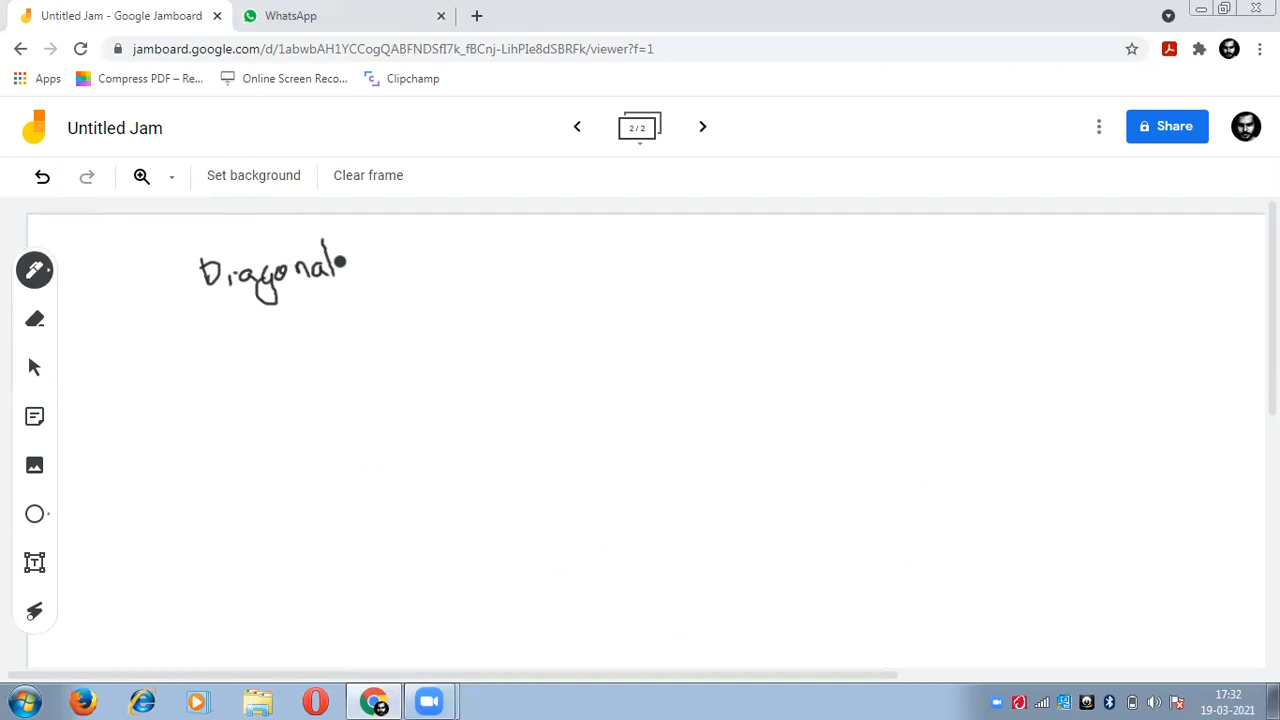 Untitled Jam - Google Jamboard
WhatsApp
jamboard.google.com/d/1abwbAH1YCCogQABFNDSfI7k_fBCnj-LihPIe8dSBRFk/viewer?f=1
Apps
Compress PDF – Re...
Online Screen Reco...
Clipchamp
Untitled Jam
2 / 2
Share
Set background
Clear frame
Diagonal
17:32
19-03-2021